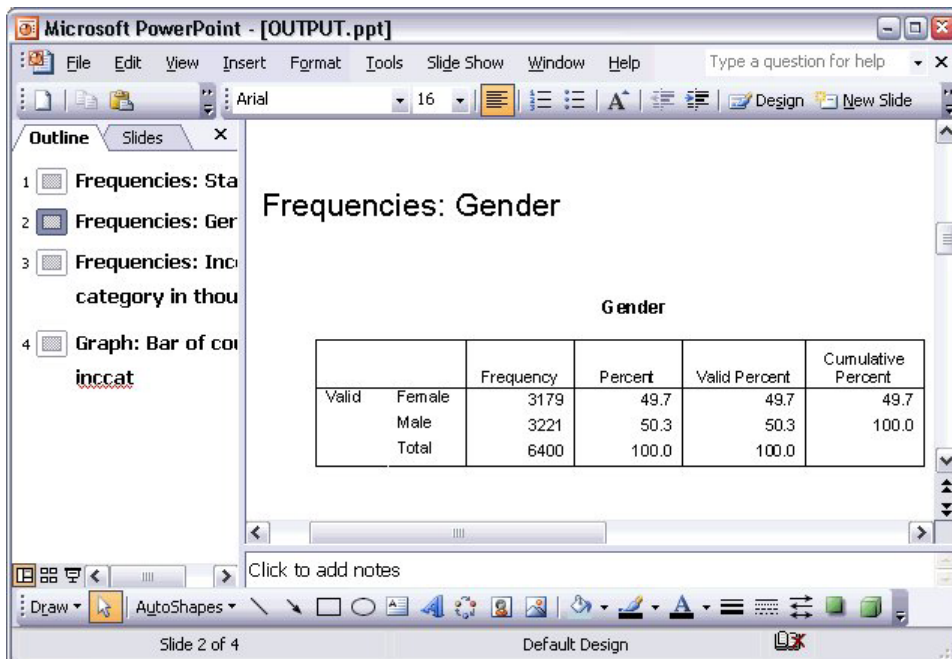 Microsoft PowerPoint - [OUTPUT.ppt]
File Edit View Insert Format Tools Slide Show Window Help Type a question for help
Arial 16 A Design New Slide
Outline Slides
1 Frequencies: Sta
2 Frequencies: Ger
3 Frequencies: Inc
category in thou
4 Graph: Bar of cou
inccat
Frequencies: Gender
Gender
Frequency Percent Valid Percent Cumulative Percent
Valid Female 3179 49.7 49.7 49.7
Male 3221 50.3 50.3 100.0
Total 6400 100.0 100.0
Click to add notes
Draw AutoShapes A A
Slide 2 of 4 Default Design